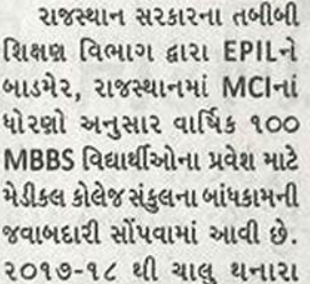 રાજસ્થાન સરકારના તબીબી
શિક્ષણ વિભાગ દ્વારા EPILને
બાડમેર, રાજસ્થાનમાં MCIનાં
ધોરણો અનુસાર વાર્ષિક ૧૦૦
MBBS વિદ્યાર્થીઓના પ્રવેશ માટે
મેડીકલ કોલેજ સંકુલના બાંધકામની
જવાબદારી સોંપવામાં આવી છે.
૨૦૧૭-૧૮ થી ચાલુ થનારા